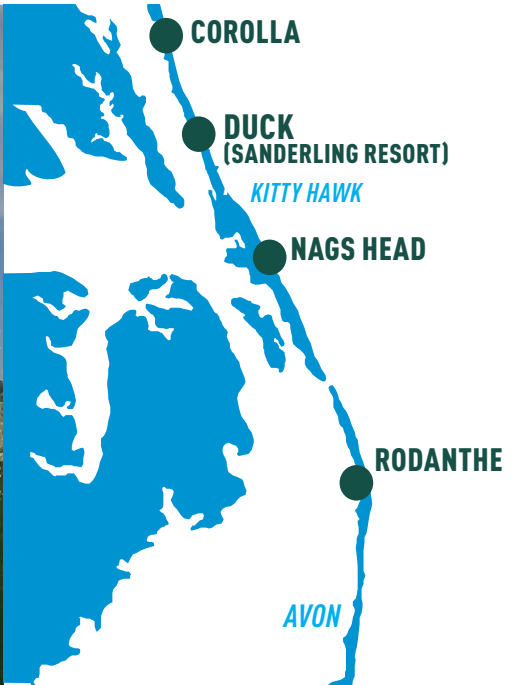 COROLLA
DUCK
(SANDERLING RESORT)
KITTY HAWK
NAGS HEAD
RODANTHE
AVON